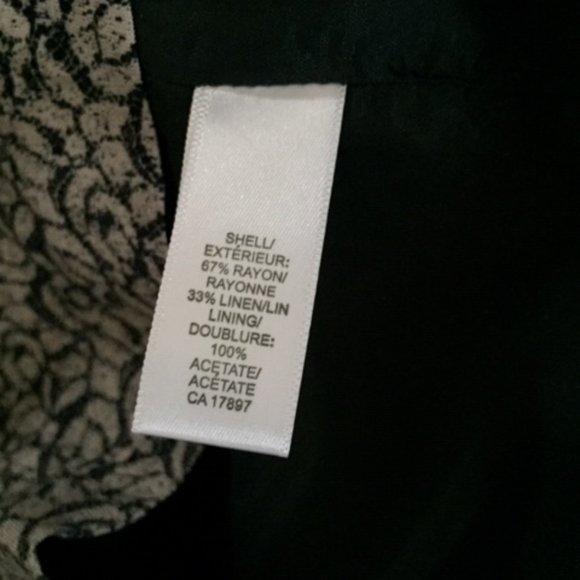 SHELL/
EXTÉRIEUR:
67% RAYON/
RAYONNE
33% LINEN/LIN
LINING/
DOUBLURE:
100%
ACETATE/
ACÉTATE
CA 17897